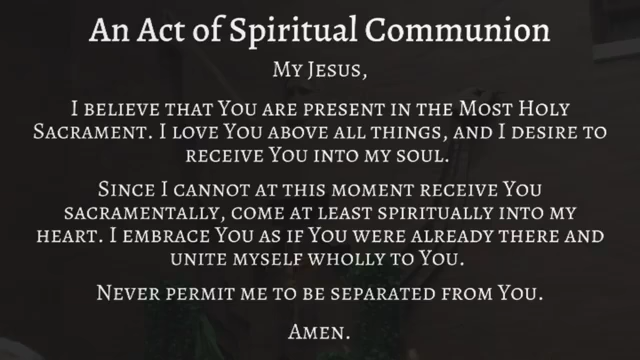 An Act of Spiritual Communion
My Jesus,
I believe that You are present in the Most Holy
Sacrament. I love You above all things, and I desire to
receive You into my soul.
Since I cannot at this moment receive You
sacramentally, come at least spiritually into my
heart. I embrace You as if You were already there and
unite myself wholly to You.
Never permit me to be separated from You.
Amen.